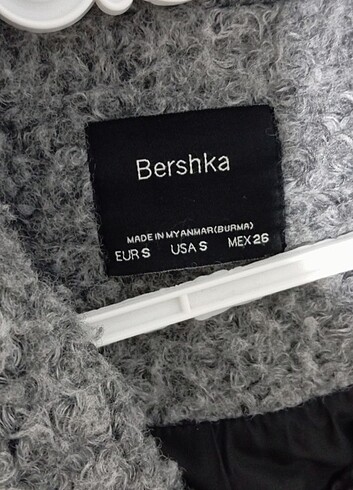 Bershka
MADE IN MYANMAR(BURMA)
EUR S USA S MEX 26